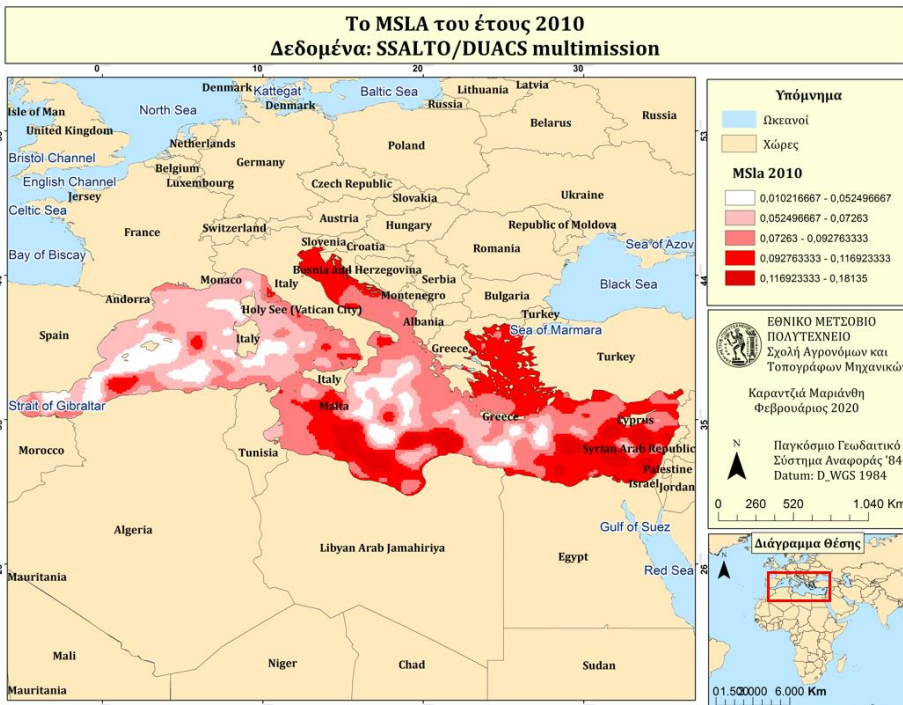 Το MSLA του έτους 2010
Δεδομένα: SSALTO/DUACS multimission
0
10
20
30
Denmark
Kattegat
Baltic Sea
Lithuania
Latvia
Isle of Man
North Sea
Denmark
Russia
Russia
United Kingdom
Belarus
53
Netherlands
Poland
Bristol Channel
Belgium
Germany
English Channel
Luxembourg
Jersey
Czech Republic
Ukraine
Celtic Sea
Slovakia
France
Austria
Switzerland
Hungary
Republic of Moldova
Slovenia
Croatia
Romania
Sea of Azov
Bay of Biscay
Bosnia and Herzegovina
Monaco
Italy
Serbia
44
Black Sea
Andorra
Montenegro
Bulgaria
Holy See (Vatican City)
Albania
Turkey
Spain
Italy
Sea of Marmara
Greece
Turkey
Italy
Strait of Gibraltar
Malta
Greece
Cyprus
35
Morocco
Tunisia
Syrian Arab Republic
Palestine
Israel
Jordan
Gulf of Suez
Algeria
Libyan Arab Jamahiriya
Egypt
Red Sea
26
Mauritania
Mali
Niger
Chad
Sudan
Mauritania
Υπόμνημα
Ωκεανοί
Χώρες
MSla 2010
0,010216667 - 0,052496667
0,052496667 - 0,07263
0,07263 - 0,092763333
0,092763333 - 0,116923333
0,116923333 - 0,18135
ΕΘΝΙΚΟ ΜΕΤΣΟΒΙΟ
ΠΟΛΥΤΕΧΝΕΙΟ
Σχολή Αγρονόμων και
Τοπογράφων Μηχανικών
Καραντζιά Μαριάνθη
Φεβρουάριος 2020
N
Παγκόσμιο Γεωδαιτικό
Σύστημα Αναφοράς '84
Datum: D_WGS 1984
0 260 520 1.040 Km
Διάγραμμα Θέσης
N
6.000 Km